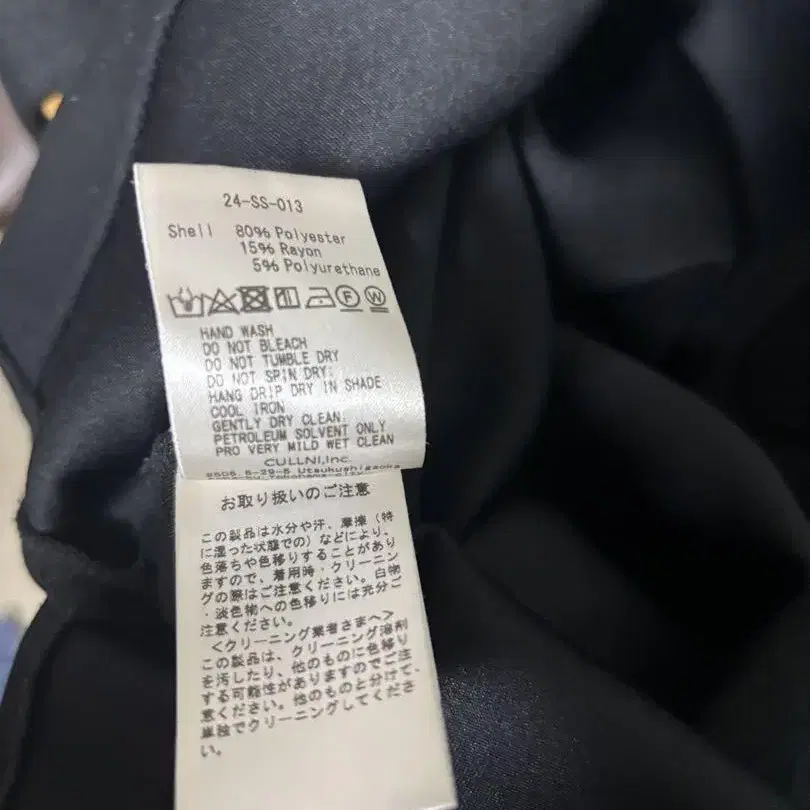 24-SS-013
Shell 80% Polyester
15% Rayon
5% Polyurethane
HAND WASH
DO NOT BLEACH
DO NOT TUMBLE DRY
DO NOT SPIN DRY.
HANG DRIP DRY IN SHADE
COOL IRON
GENTLY DRY CLEAN.
PETROLEUM SOLVENT ONLY
PRO VERY MILD WET CLEAN
CULLNI,Inc.
5-29-5 Utsukushigaoka
お取り扱いのご注意
この製品は水分や汗、摩擦（特
に湿った状態での）などにより、
色落ちや色移りすることがあり
ますので、着用時・クリーニン
グの際はご注意ください。白物
・淡色物への色移りには充分ご
注意ください。
＜クリーニング業者さまへ＞
この製品は、クリーニング溶剤
を汚したり、他のものに色移り
する可能性がありますのでご注
意ください。他のものと分けて、
単独でクリーニングしてくださ
い。